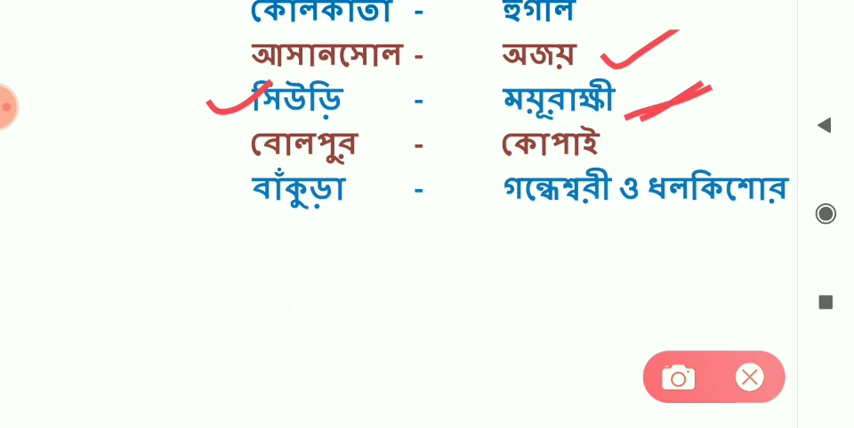 কোলকাতা - হুগলি
আসানসোল - অজয়
সিউড়ি - ময়ূরাক্ষী
বোলপুর - কোপাই
বাঁকুড়া - গন্ধেশ্বরী ও ধলকিশোর